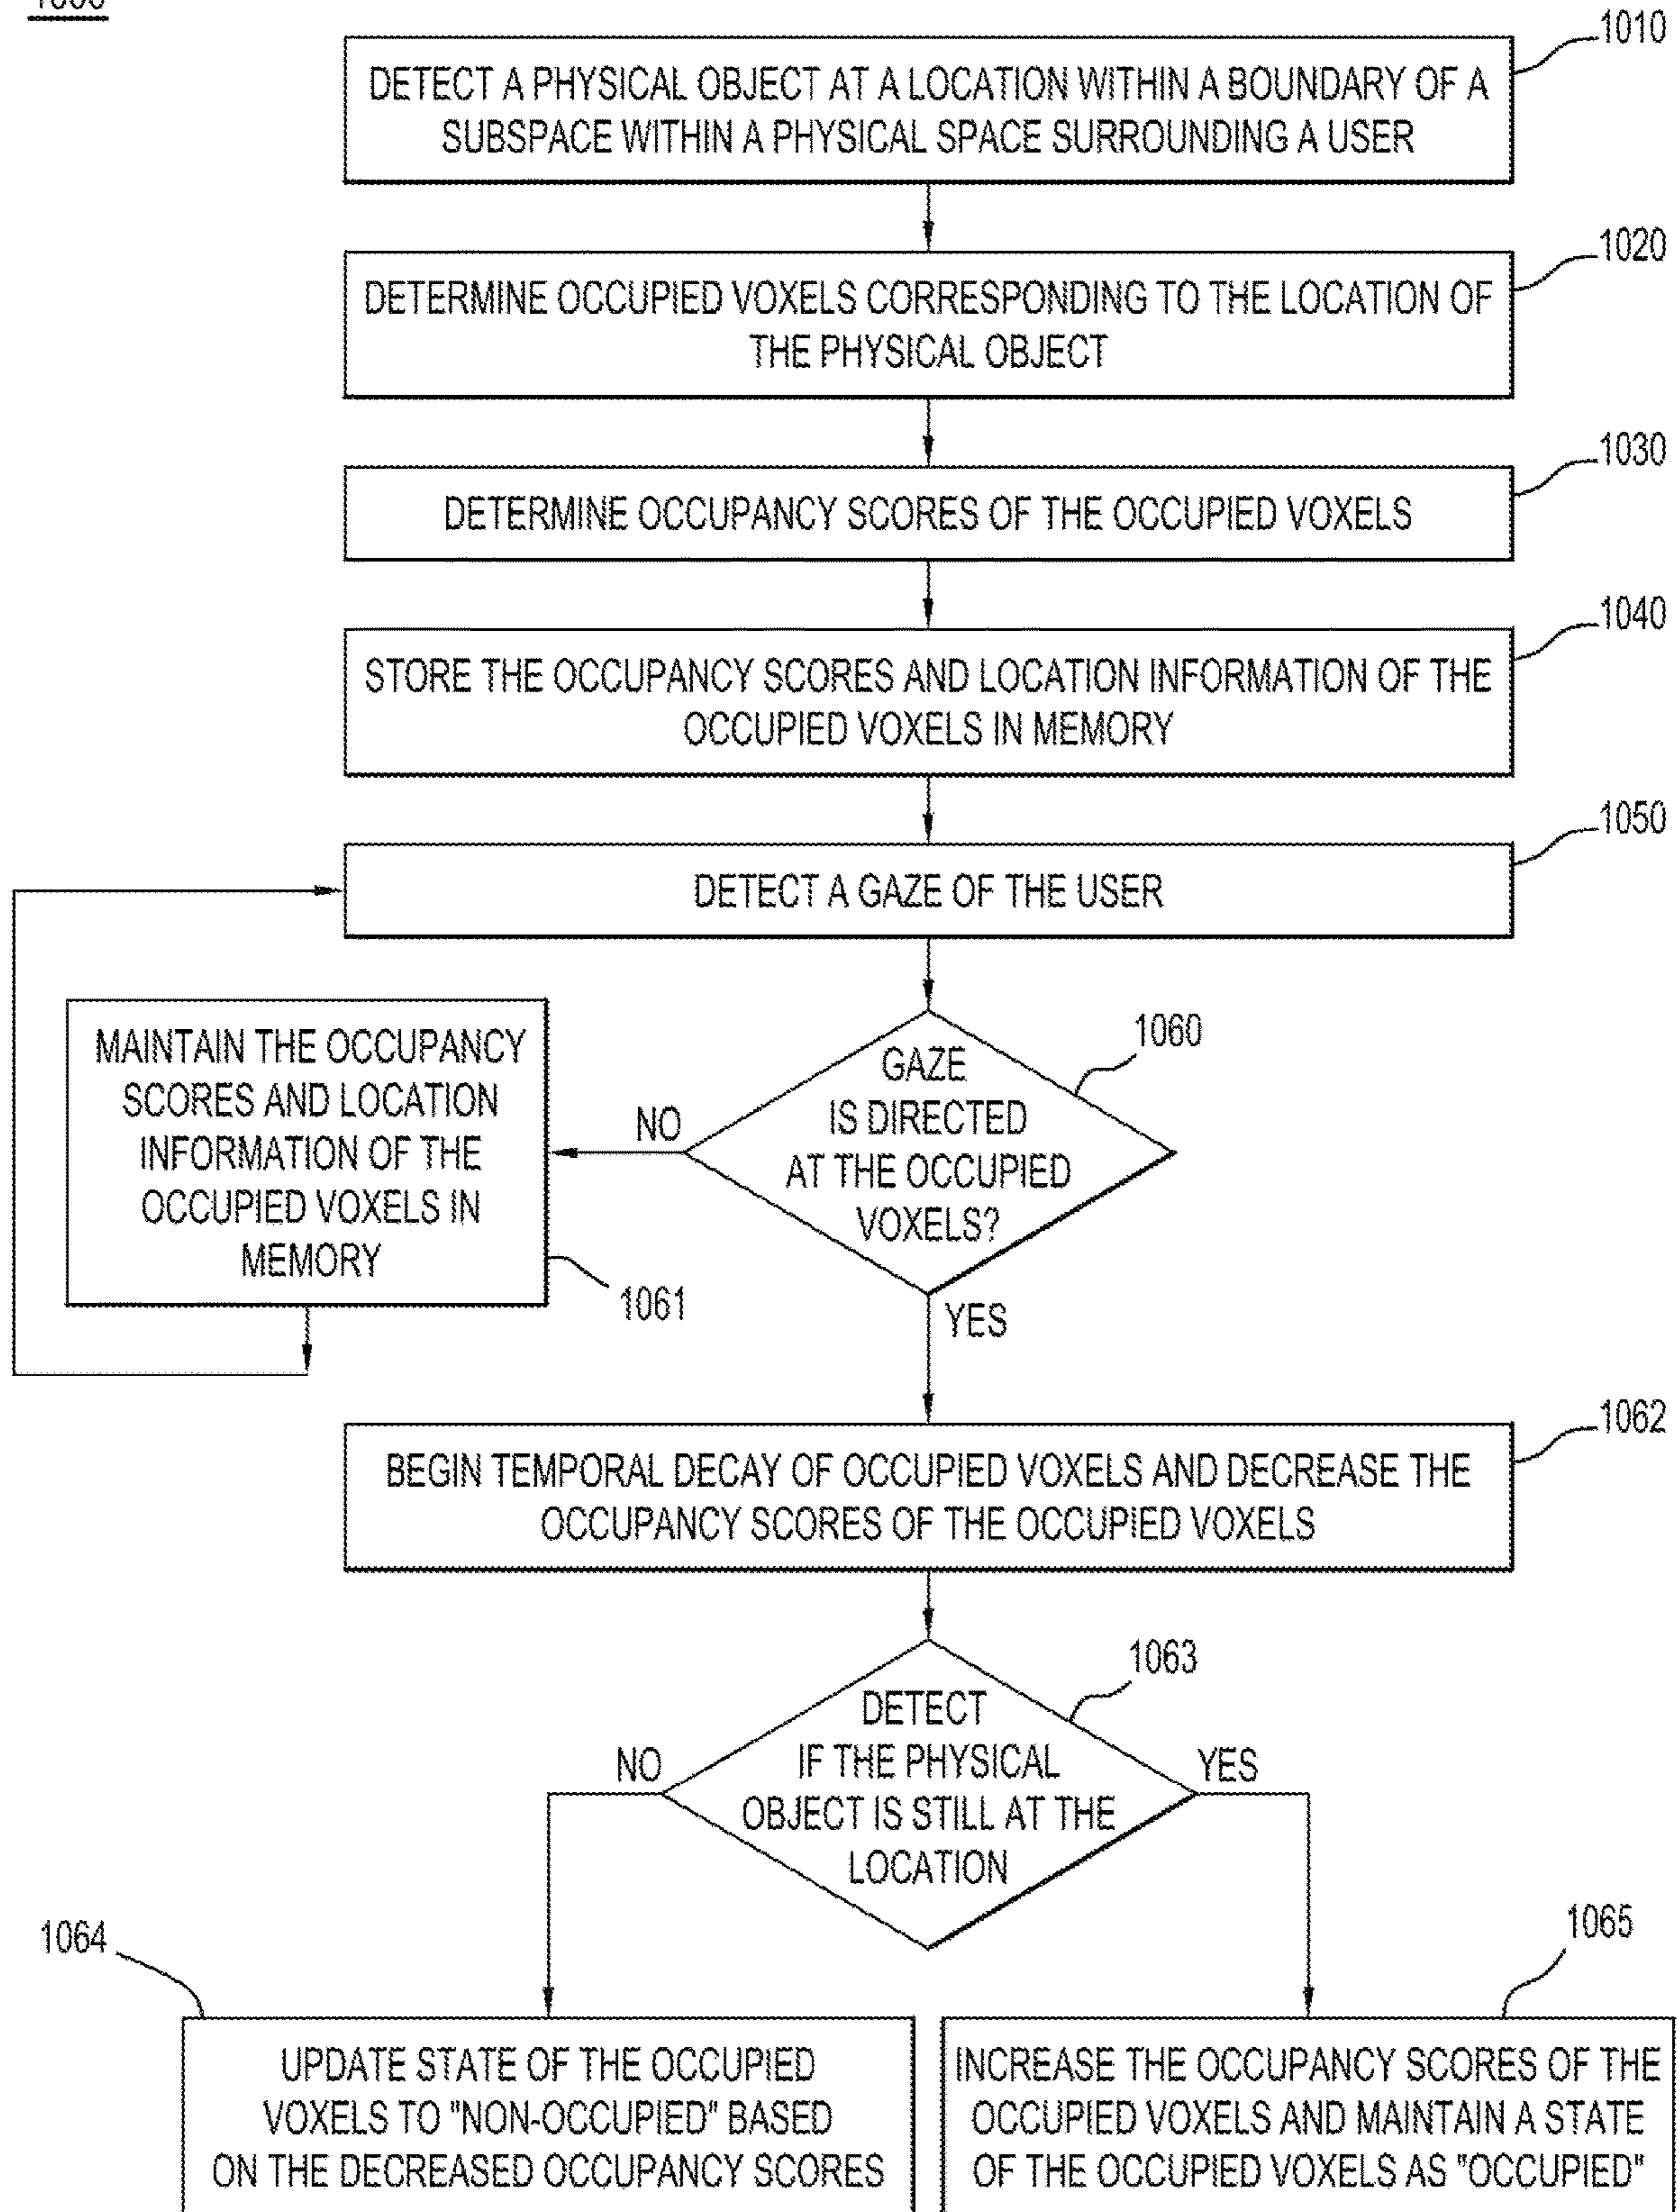 1010
DETECT A PHYSICAL OBJECT AT A LOCATION WITHIN A BOUNDARY OF A
SUBSPACE WITHIN A PHYSICAL SPACE SURROUNDING A USER
1020
DETERMINE OCCUPIED VOXELS CORRESPONDING TO THE LOCATION OF
THE PHYSICAL OBJECT
1030
DETERMINE OCCUPANCY SCORES OF THE OCCUPIED VOXELS
1040
STORE THE OCCUPANCY SCORES AND LOCATION INFORMATION OF THE
OCCUPIED VOXELS IN MEMORY
1050
DETECT A GAZE OF THE USER
1060
GAZE
IS DIRECTED
AT THE OCCUPIED
VOXELS?
NO
MAINTAIN THE OCCUPANCY
SCORES AND LOCATION
INFORMATION OF THE
OCCUPIED VOXELS IN
MEMORY
1061
YES
1062
BEGIN TEMPORAL DECAY OF OCCUPIED VOXELS AND DECREASE THE
OCCUPANCY SCORES OF THE OCCUPIED VOXELS
1063
DETECT
IF THE PHYSICAL
OBJECT IS STILL AT THE
LOCATION
NO
YES
1064
UPDATE STATE OF THE OCCUPIED
VOXELS TO "NON-OCCUPIED" BASED
ON THE DECREASED OCCUPANCY SCORES
1065
INCREASE THE OCCUPANCY SCORES OF THE
OCCUPIED VOXELS AND MAINTAIN A STATE
OF THE OCCUPIED VOXELS AS "OCCUPIED"